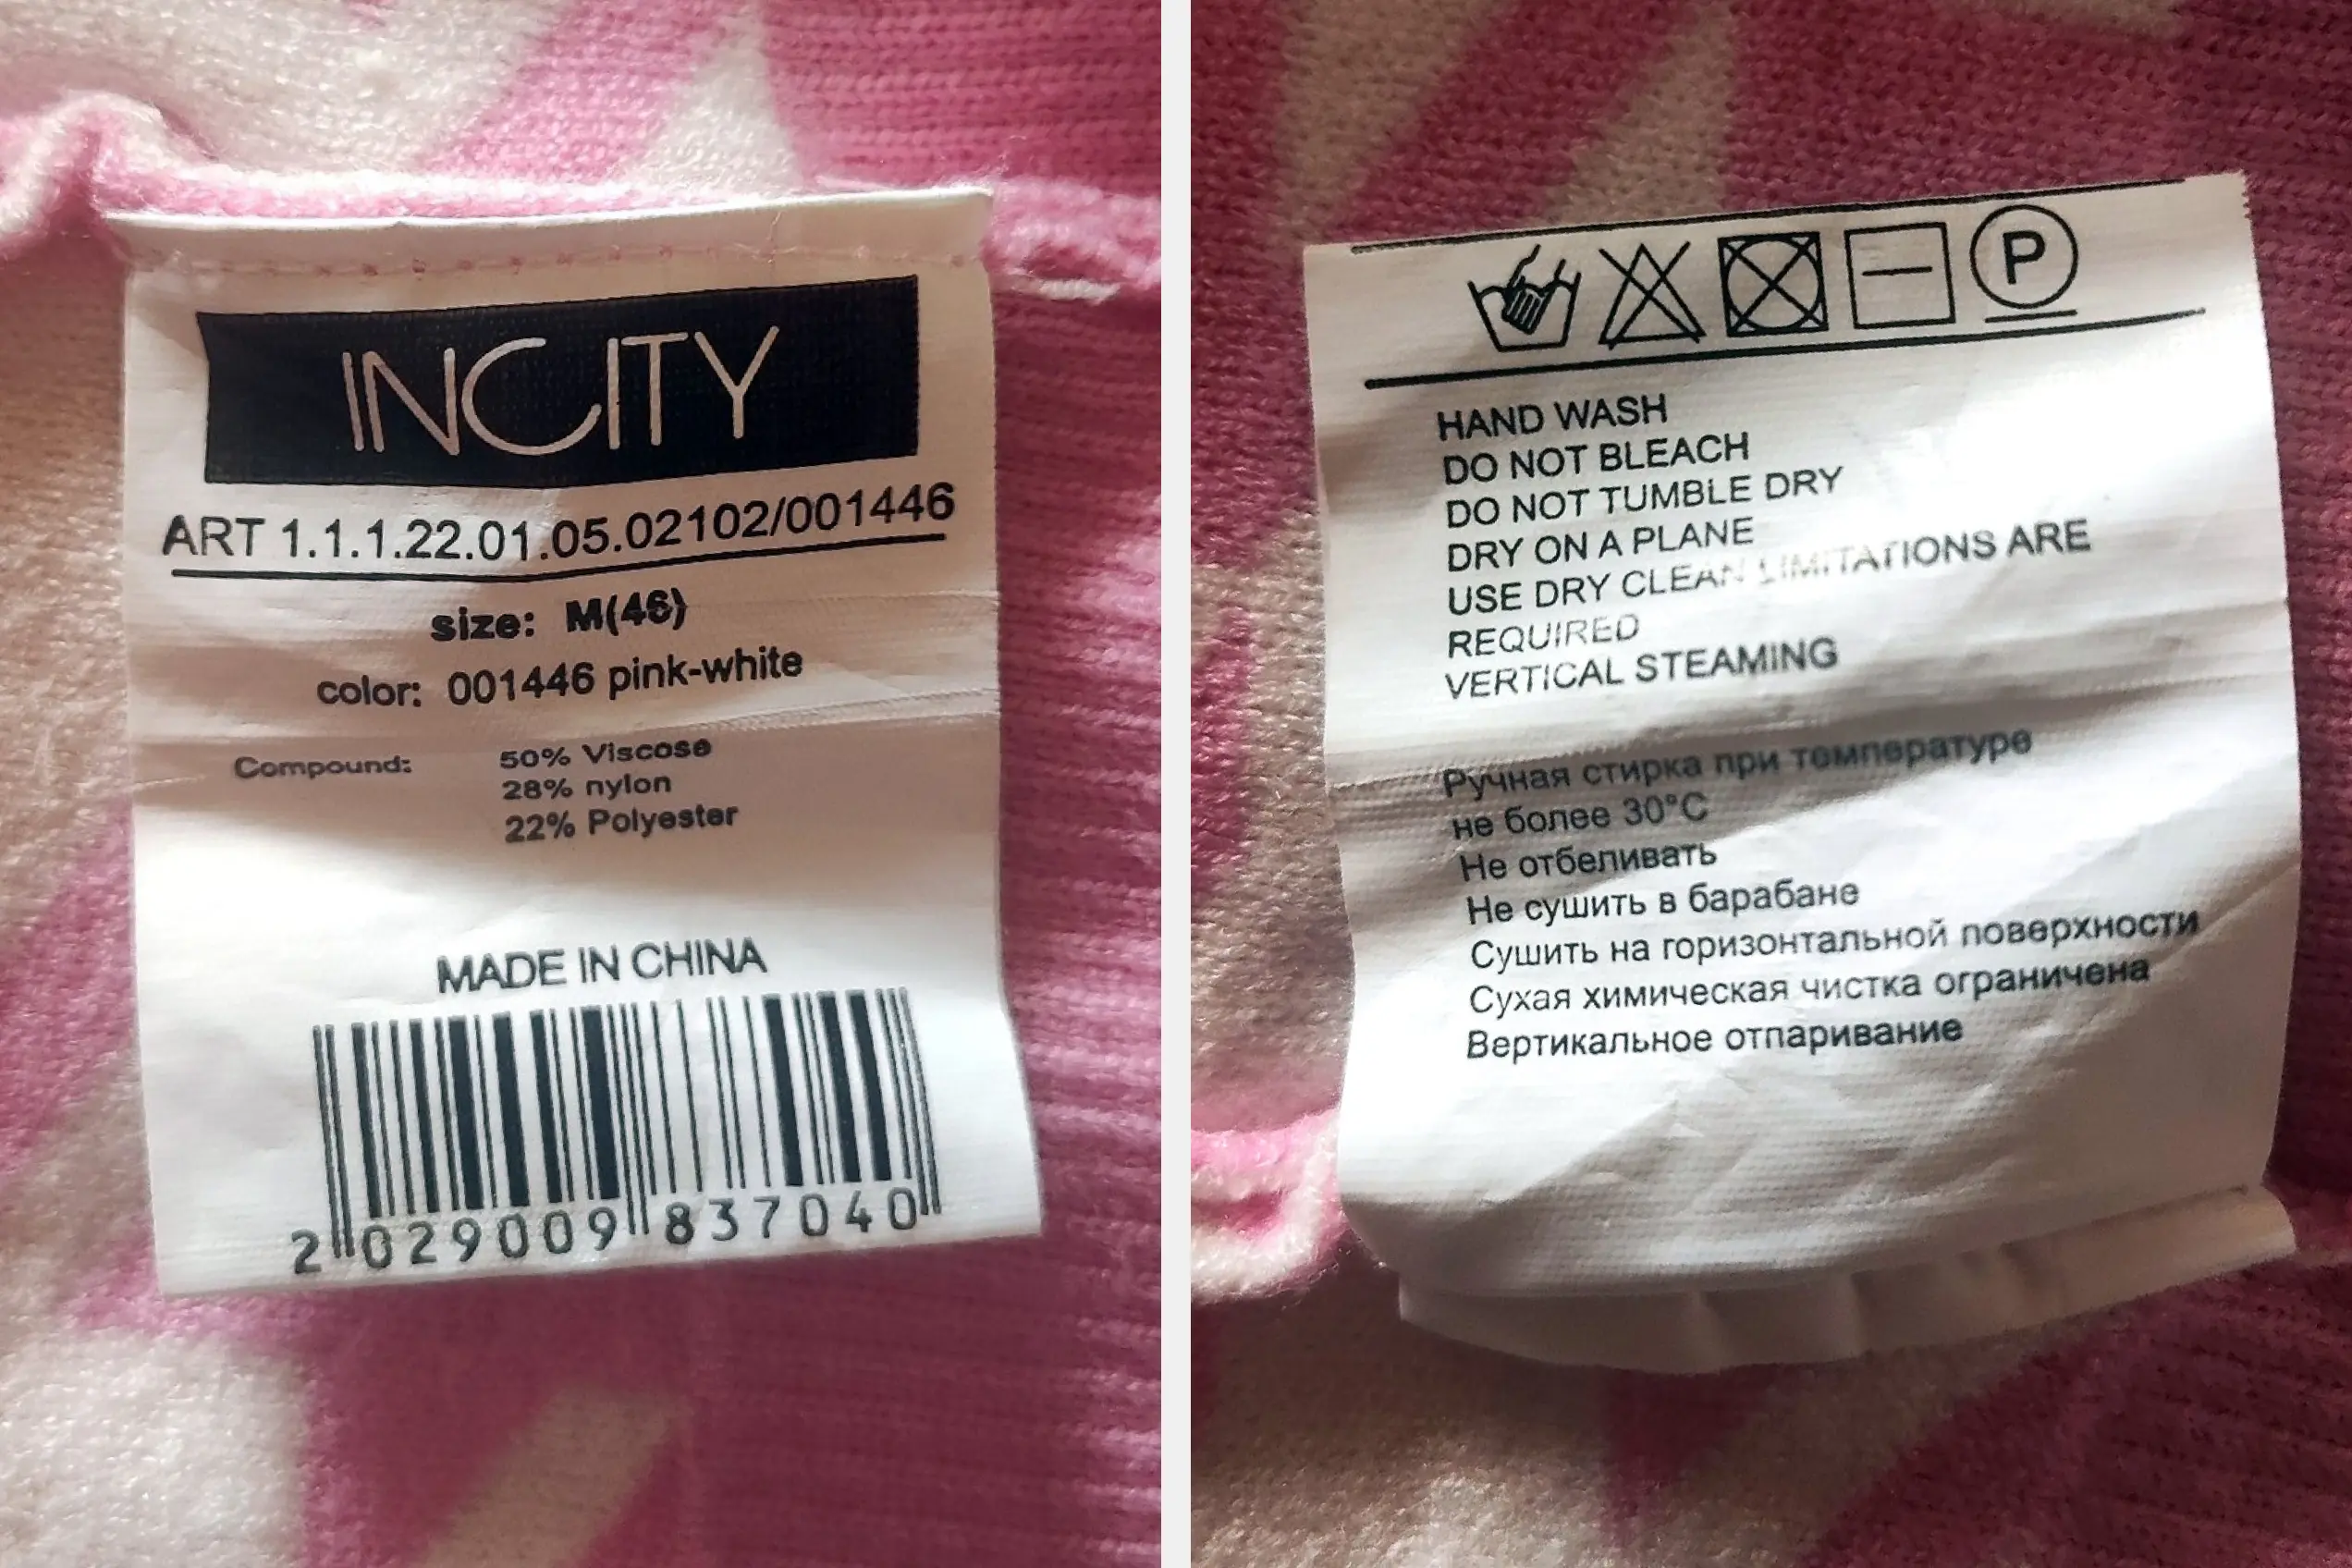 INCITY
ART 1.1.1.22.01.05.02102/001446
size: M(46)
color: 001446 pink-white
Compound: 50% Viscose
28% nylon
22% Polyester
MADE IN CHINA
2 029009 837040
P
HAND WASH
DO NOT BLEACH
DO NOT TUMBLE DRY
DRY ON A PLANE
USE DRY CLEAN LIMITATIONS ARE
REQUIRED
VERTICAL STEAMING
Ручная стирка при температуре
не более 30°C
Не отбеливать
Не сушить в барабане
Сушить на горизонтальной поверхности
Сухая химическая чистка ограничена
Вертикальное отпаривание